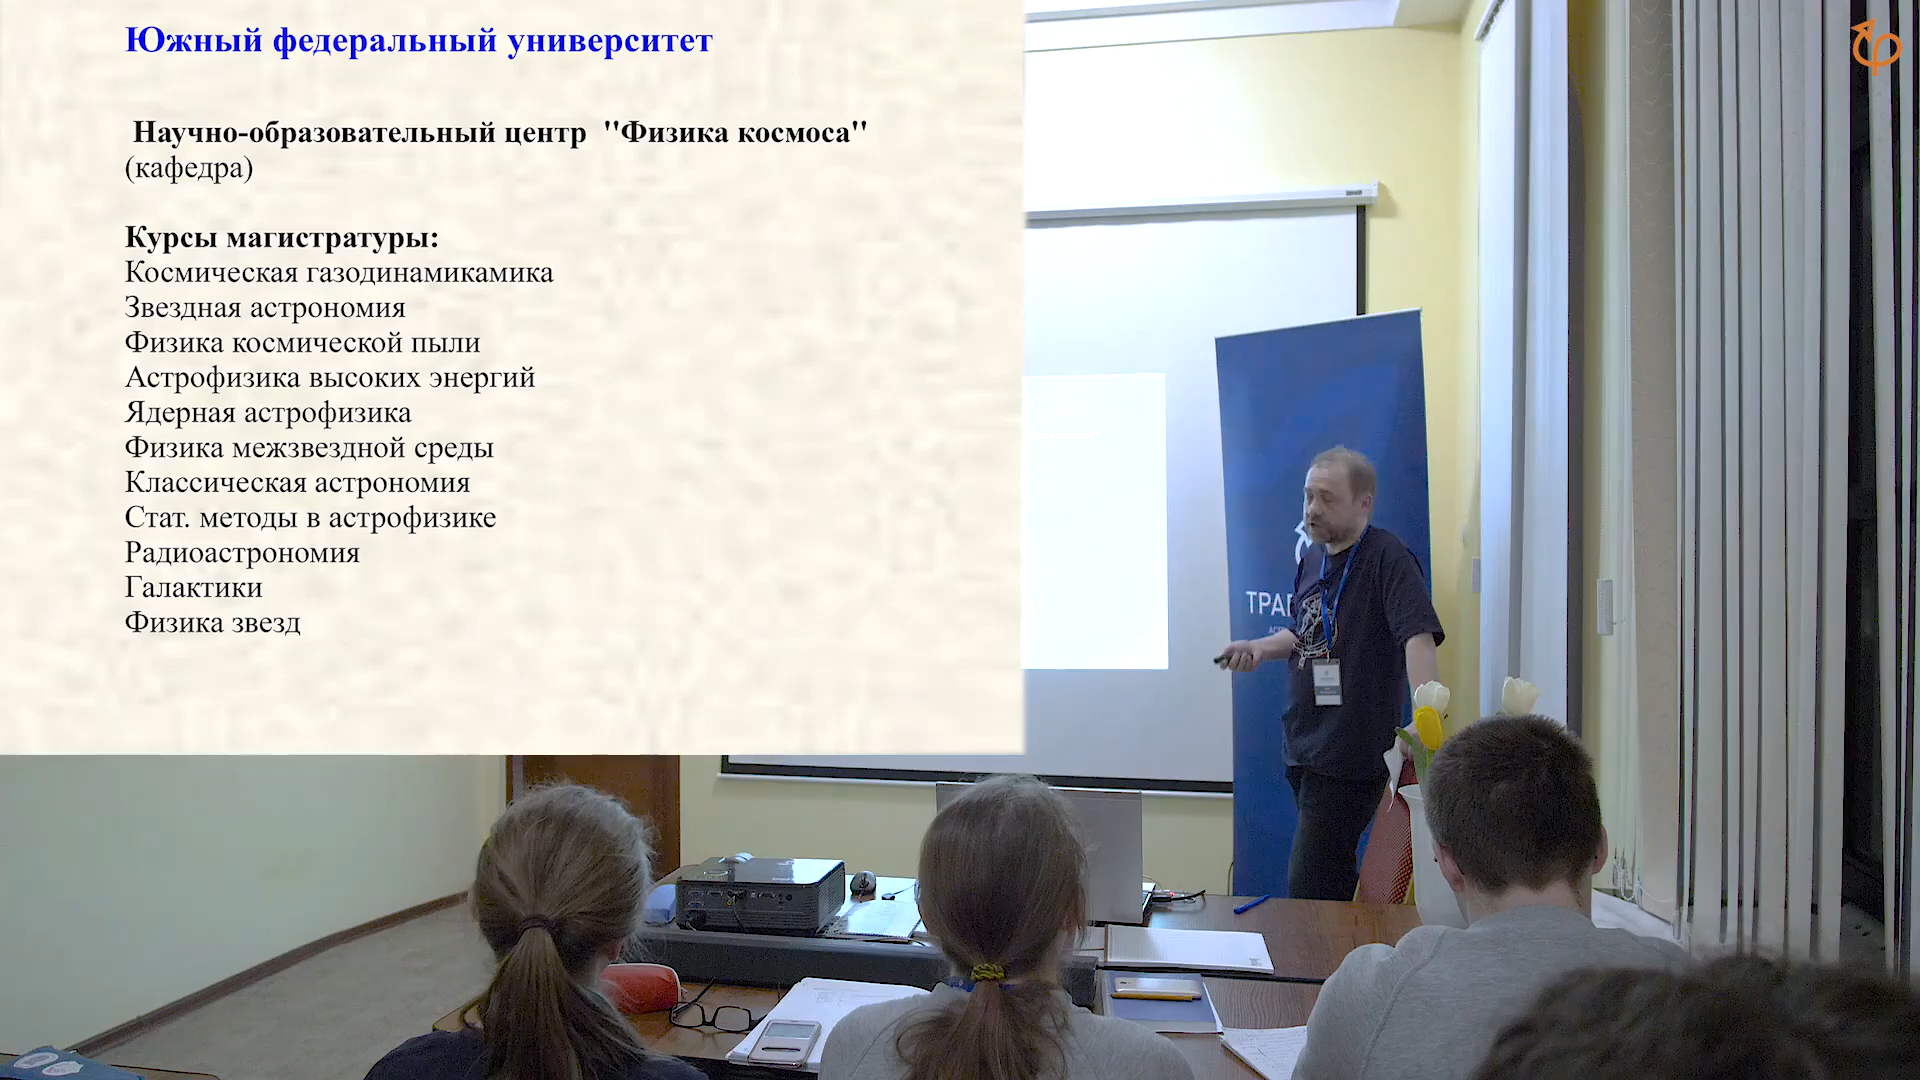 Южный федеральный университет
Научно-образовательный центр "Физика космоса"
(кафедра)
Курсы магистратуры:
Космическая газодинамикамика
Звездная астрономия
Физика космической пыли
Астрофизика высоких энергий
Ядерная астрофизика
Физика межзвездной среды
Классическая астрономия
Стат. методы в астрофизике
Радиоастрономия
Галактики
Физика звезд